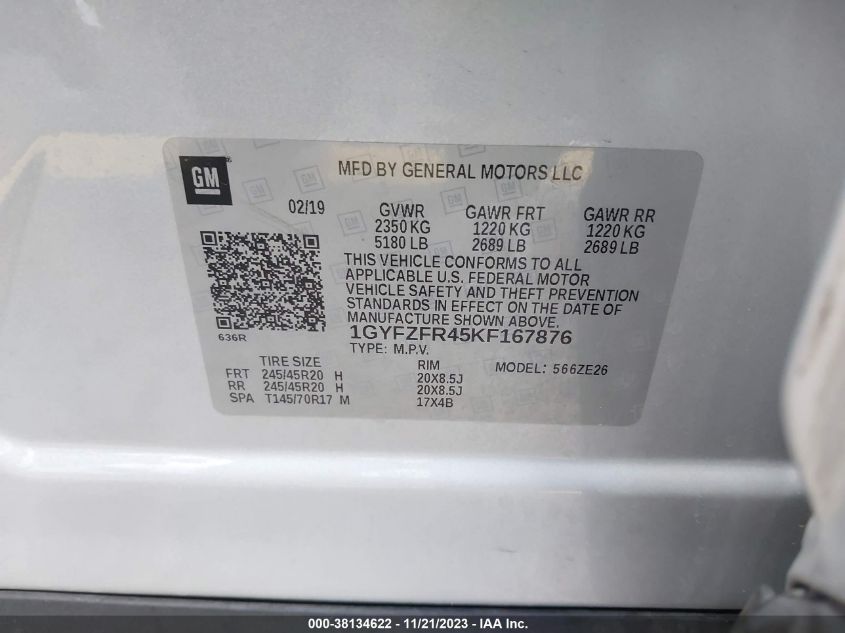 GM
MFD BY GENERAL MOTORS LLC
02/19
GVWR GAWR FRT GAWR RR
2350 KG 1220 KG 1220 KG
5180 LB 2689 LB 2689 LB
THIS VEHICLE CONFORMS TO ALL
APPLICABLE U.S. FEDERAL MOTOR
VEHICLE SAFETY AND THEFT PREVENTION
STANDARDS IN EFFECT ON THE DATE OF
MANUFACTURE SHOWN ABOVE.
1GYFZFR45KF167876
636R
TYPE: M.P.V. MODEL: 566ZE26
TIRE SIZE RIM
FRT 245/45R20 H 20X8.5J
RR 245/45R20 H 20X8.5J
SPA T145/70R17 M 17X4B
000-38134622 — 11/21/2023 — IAA Inc.